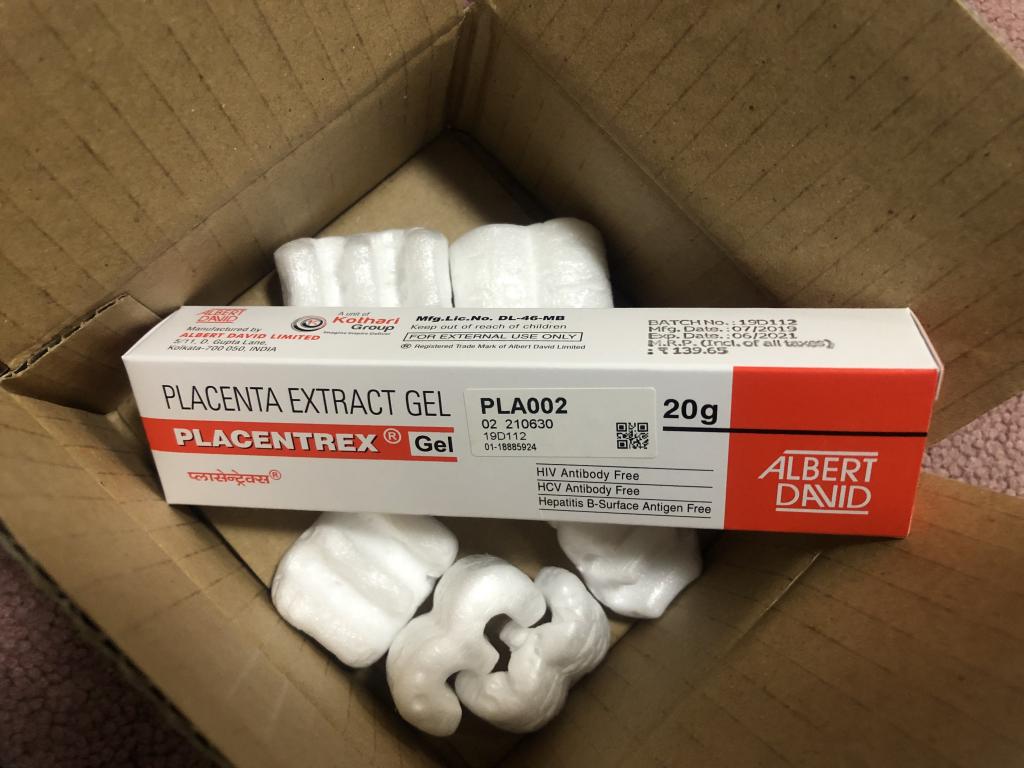 ALBERT
DAVID
Manufactured by
ALBERT DAVID LIMITED
5/11, D. Gupta Lane,
Kolkata-700 050, INDIA
A unit of
Kothari
Group
Mfg.Lic.No. DL-46-MB
Keep out of reach of children
FOR EXTERNAL USE ONLY
® Registered Trade Mark of Albert David Limited
BATCH No. : 19D112
Mfg. Date. : 07/2019
Exp. Date. : 06/2021
M.R.P. (Incl. of all taxes)
: ₹ 139.65
PLACENTA EXTRACT GEL
PLACENTREX® Gel
प्लासेन्ट्रेक्स®
PLA002
02 210630
19D112
01-18885924
20g
HIV Antibody Free
HCV Antibody Free
Hepatitis B-Surface Antigen Free
ALBERT
DAVID